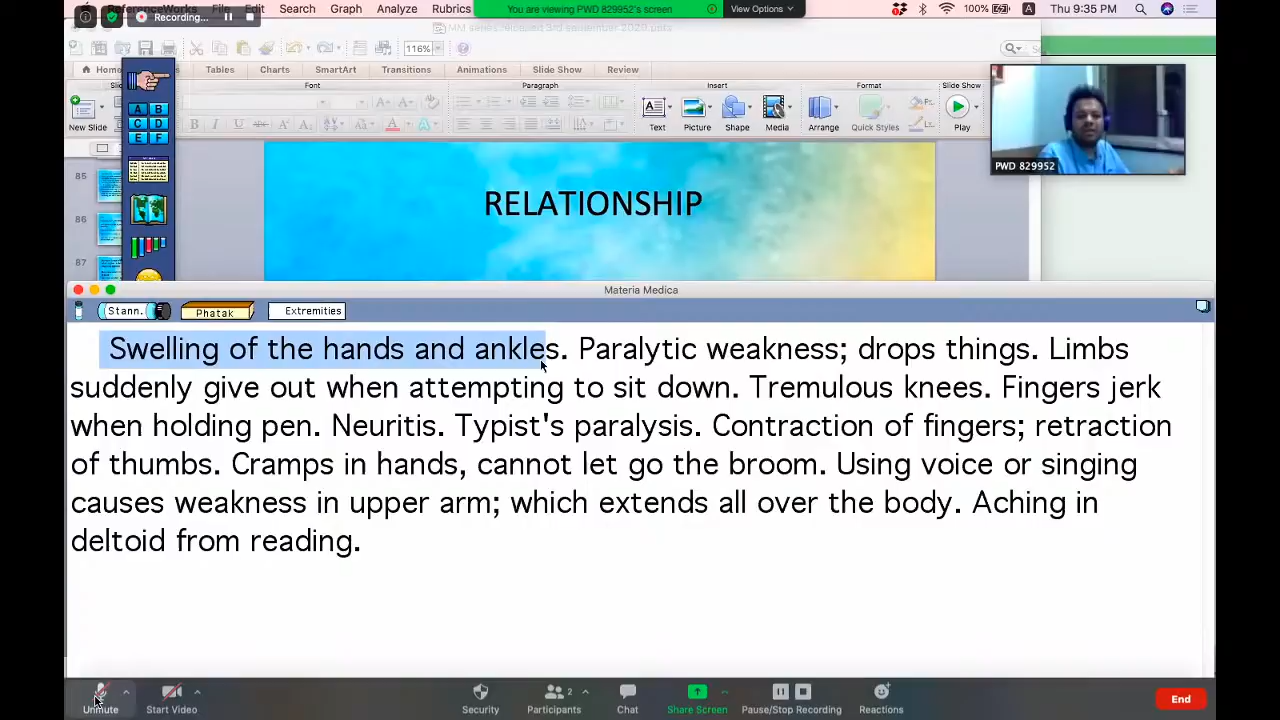 ReferenceWorks File Edit Search Graph Analyze Rubrics
You are viewing PWD 829952's screen
View Options
100% A Thu 9:35 PM
Recording...
116%
Home Tables Charts SmartArt Transitions Animations Slide Show Review
Font Paragraph Insert Format Slide Show
New Slide
Text Picture Shape Media Arrange Quick Styles Play
B I U
A B
C D
E F
85
86
87
RELATIONSHIP
PWD 829952
Materia Medica
Stann. Phatak Extremities
Swelling of the hands and ankles. Paralytic weakness; drops things. Limbs
suddenly give out when attempting to sit down. Tremulous knees. Fingers jerk
when holding pen. Neuritis. Typist's paralysis. Contraction of fingers; retraction
of thumbs. Cramps in hands, cannot let go the broom. Using voice or singing
causes weakness in upper arm; which extends all over the body. Aching in
deltoid from reading.
Unmute Start Video Security Participants 2 Chat Share Screen Pause/Stop Recording Reactions End